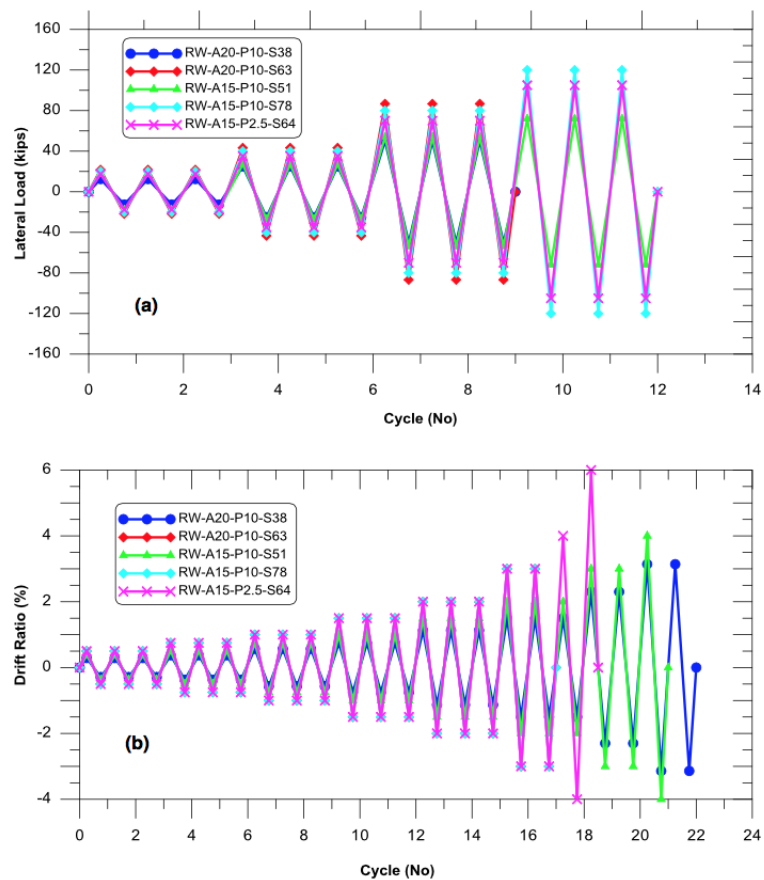 160
120
80
40
0
-40
-80
-120
-160
Lateral Load (kips)
RW-A20-P10-S38
RW-A20-P10-S63
RW-A15-P10-S51
RW-A15-P10-S78
RW-A15-P2.5-S64
(a)
0 2 4 6 8 10 12 14
Cycle (No)
6
4
2
0
-2
-4
Drift Ratio (%)
RW-A20-P10-S38
RW-A20-P10-S63
RW-A15-P10-S51
RW-A15-P10-S78
RW-A15-P2.5-S64
(b)
0 2 4 6 8 10 12 14 16 18 20 22 24
Cycle (No)